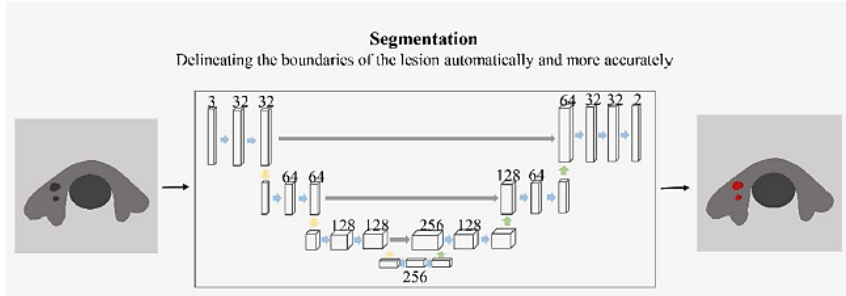 Segmentation
Delineating the boundaries of the lesion automatically and more accurately
3 32 32 64 32 32 2
64 64 128 64
128 128 256 128
256